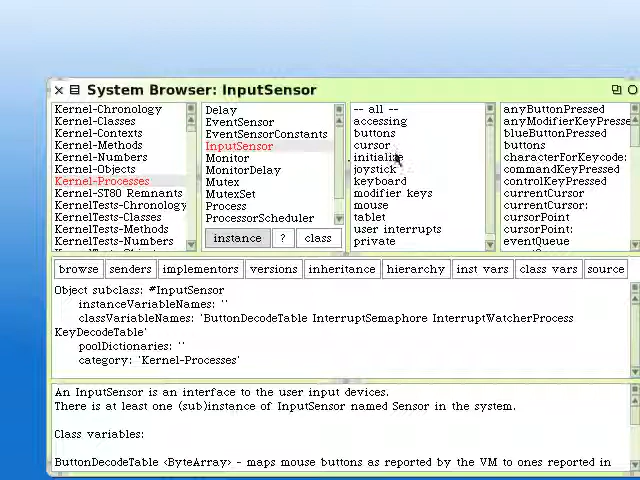 System Browser: InputSensor
Kernel-Chronology
Kernel-Classes
Kernel-Contexts
Kernel-Methods
Kernel-Numbers
Kernel-Objects
Kernel-Processes
Kernel-ST80 Remnants
KernelTests-Chronology
KernelTests-Classes
KernelTests-Methods
KernelTests-Numbers
Delay
EventSensor
EventSensorConstants
InputSensor
Monitor
MonitorDelay
Mutex
MutexSet
Process
ProcessorScheduler
instance
?
class
-- all --
accessing
buttons
cursor
initialize
joystick
keyboard
modifier keys
mouse
tablet
user interrupts
private
anyButtonPressed
anyModifierKeyPresse
blueButtonPressed
buttons
characterForKeycode:
commandKeyPressed
controlKeyPressed
currentCursor
currentCursor:
cursorPoint
cursorPoint:
eventQueue
browse
senders
implementors
versions
inheritance
hierarchy
inst vars
class vars
source
Object subclass: #InputSensor
instanceVariableNames: ''
classVariableNames: 'ButtonDecodeTable InterruptSemaphore InterruptWatcherProcess
KeyDecodeTable'
poolDictionaries: ''
category: 'Kernel-Processes'
An InputSensor is an interface to the user input devices.
There is at least one (sub)instance of InputSensor named Sensor in the system.
Class variables:
ButtonDecodeTable <ByteArray> - maps mouse buttons as reported by the VM to ones reported in